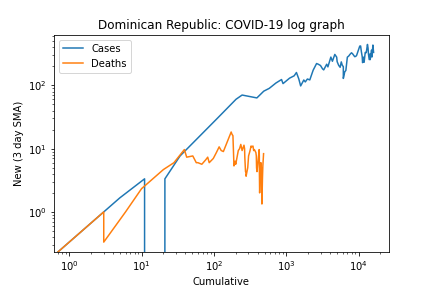 Dominican Republic: COVID-19 log graph
Cases
Deaths
New (3 day SMA)
10²
10¹
10⁰
10⁰ 10¹ 10² 10³ 10⁴
Cumulative